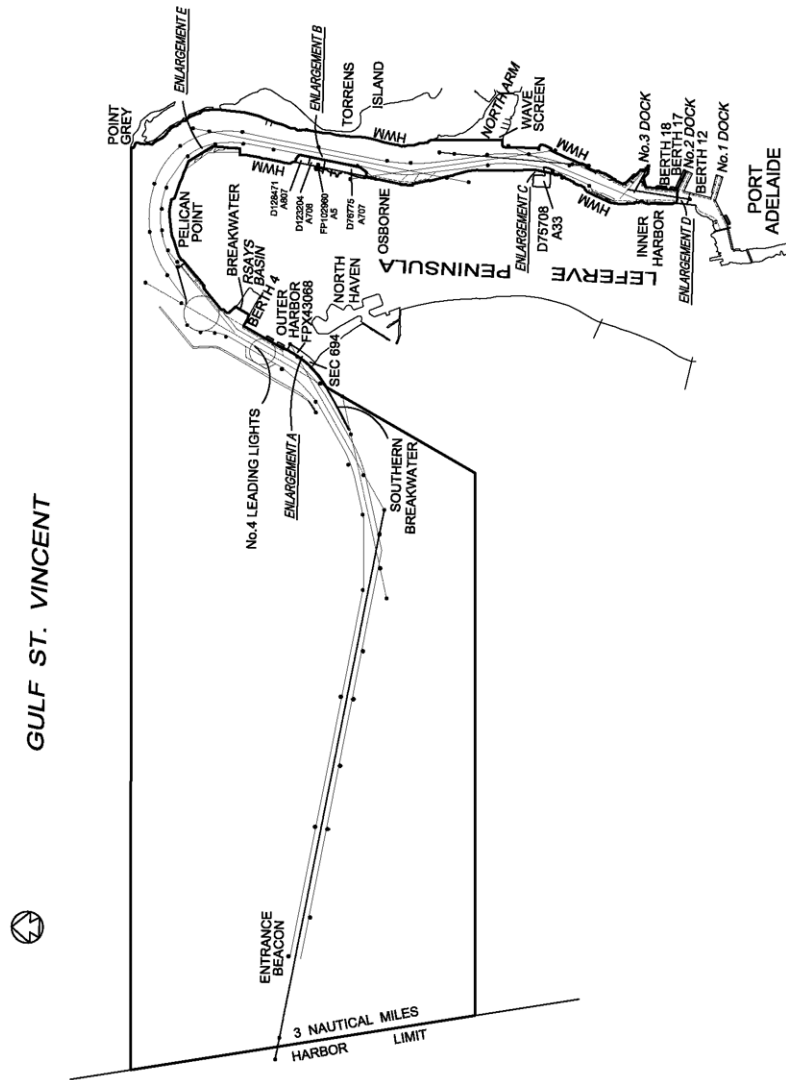 GULF ST. VINCENT
POINT
GREY
ENLARGEMENT E
PELICAN
POINT
HWM
ENLARGEMENT B
TORRENS
ISLAND
D128471
A807
D123204
A706
FP102960
A5
D76775
A707
HWM
OSBORNE
NORTH ARM
WAVE
SCREEN
BREAKWATER
RSAYS
BASIN
BERTH 4
OUTER
HARBOR
FPX43068
SEC 694
NORTH
HAVEN
LEFERVE PENINSULA
ENLARGEMENT C
D75708
A33
HWM
HWM
No.3 DOCK
BERTH 18
BERTH 17
No.2 DOCK
BERTH 12
No.1 DOCK
INNER
HARBOR
ENLARGEMENT D
PORT
ADELAIDE
No.4 LEADING LIGHTS
ENLARGEMENT A
SOUTHERN
BREAKWATER
ENTRANCE
BEACON
3 NAUTICAL MILES
HARBOR LIMIT